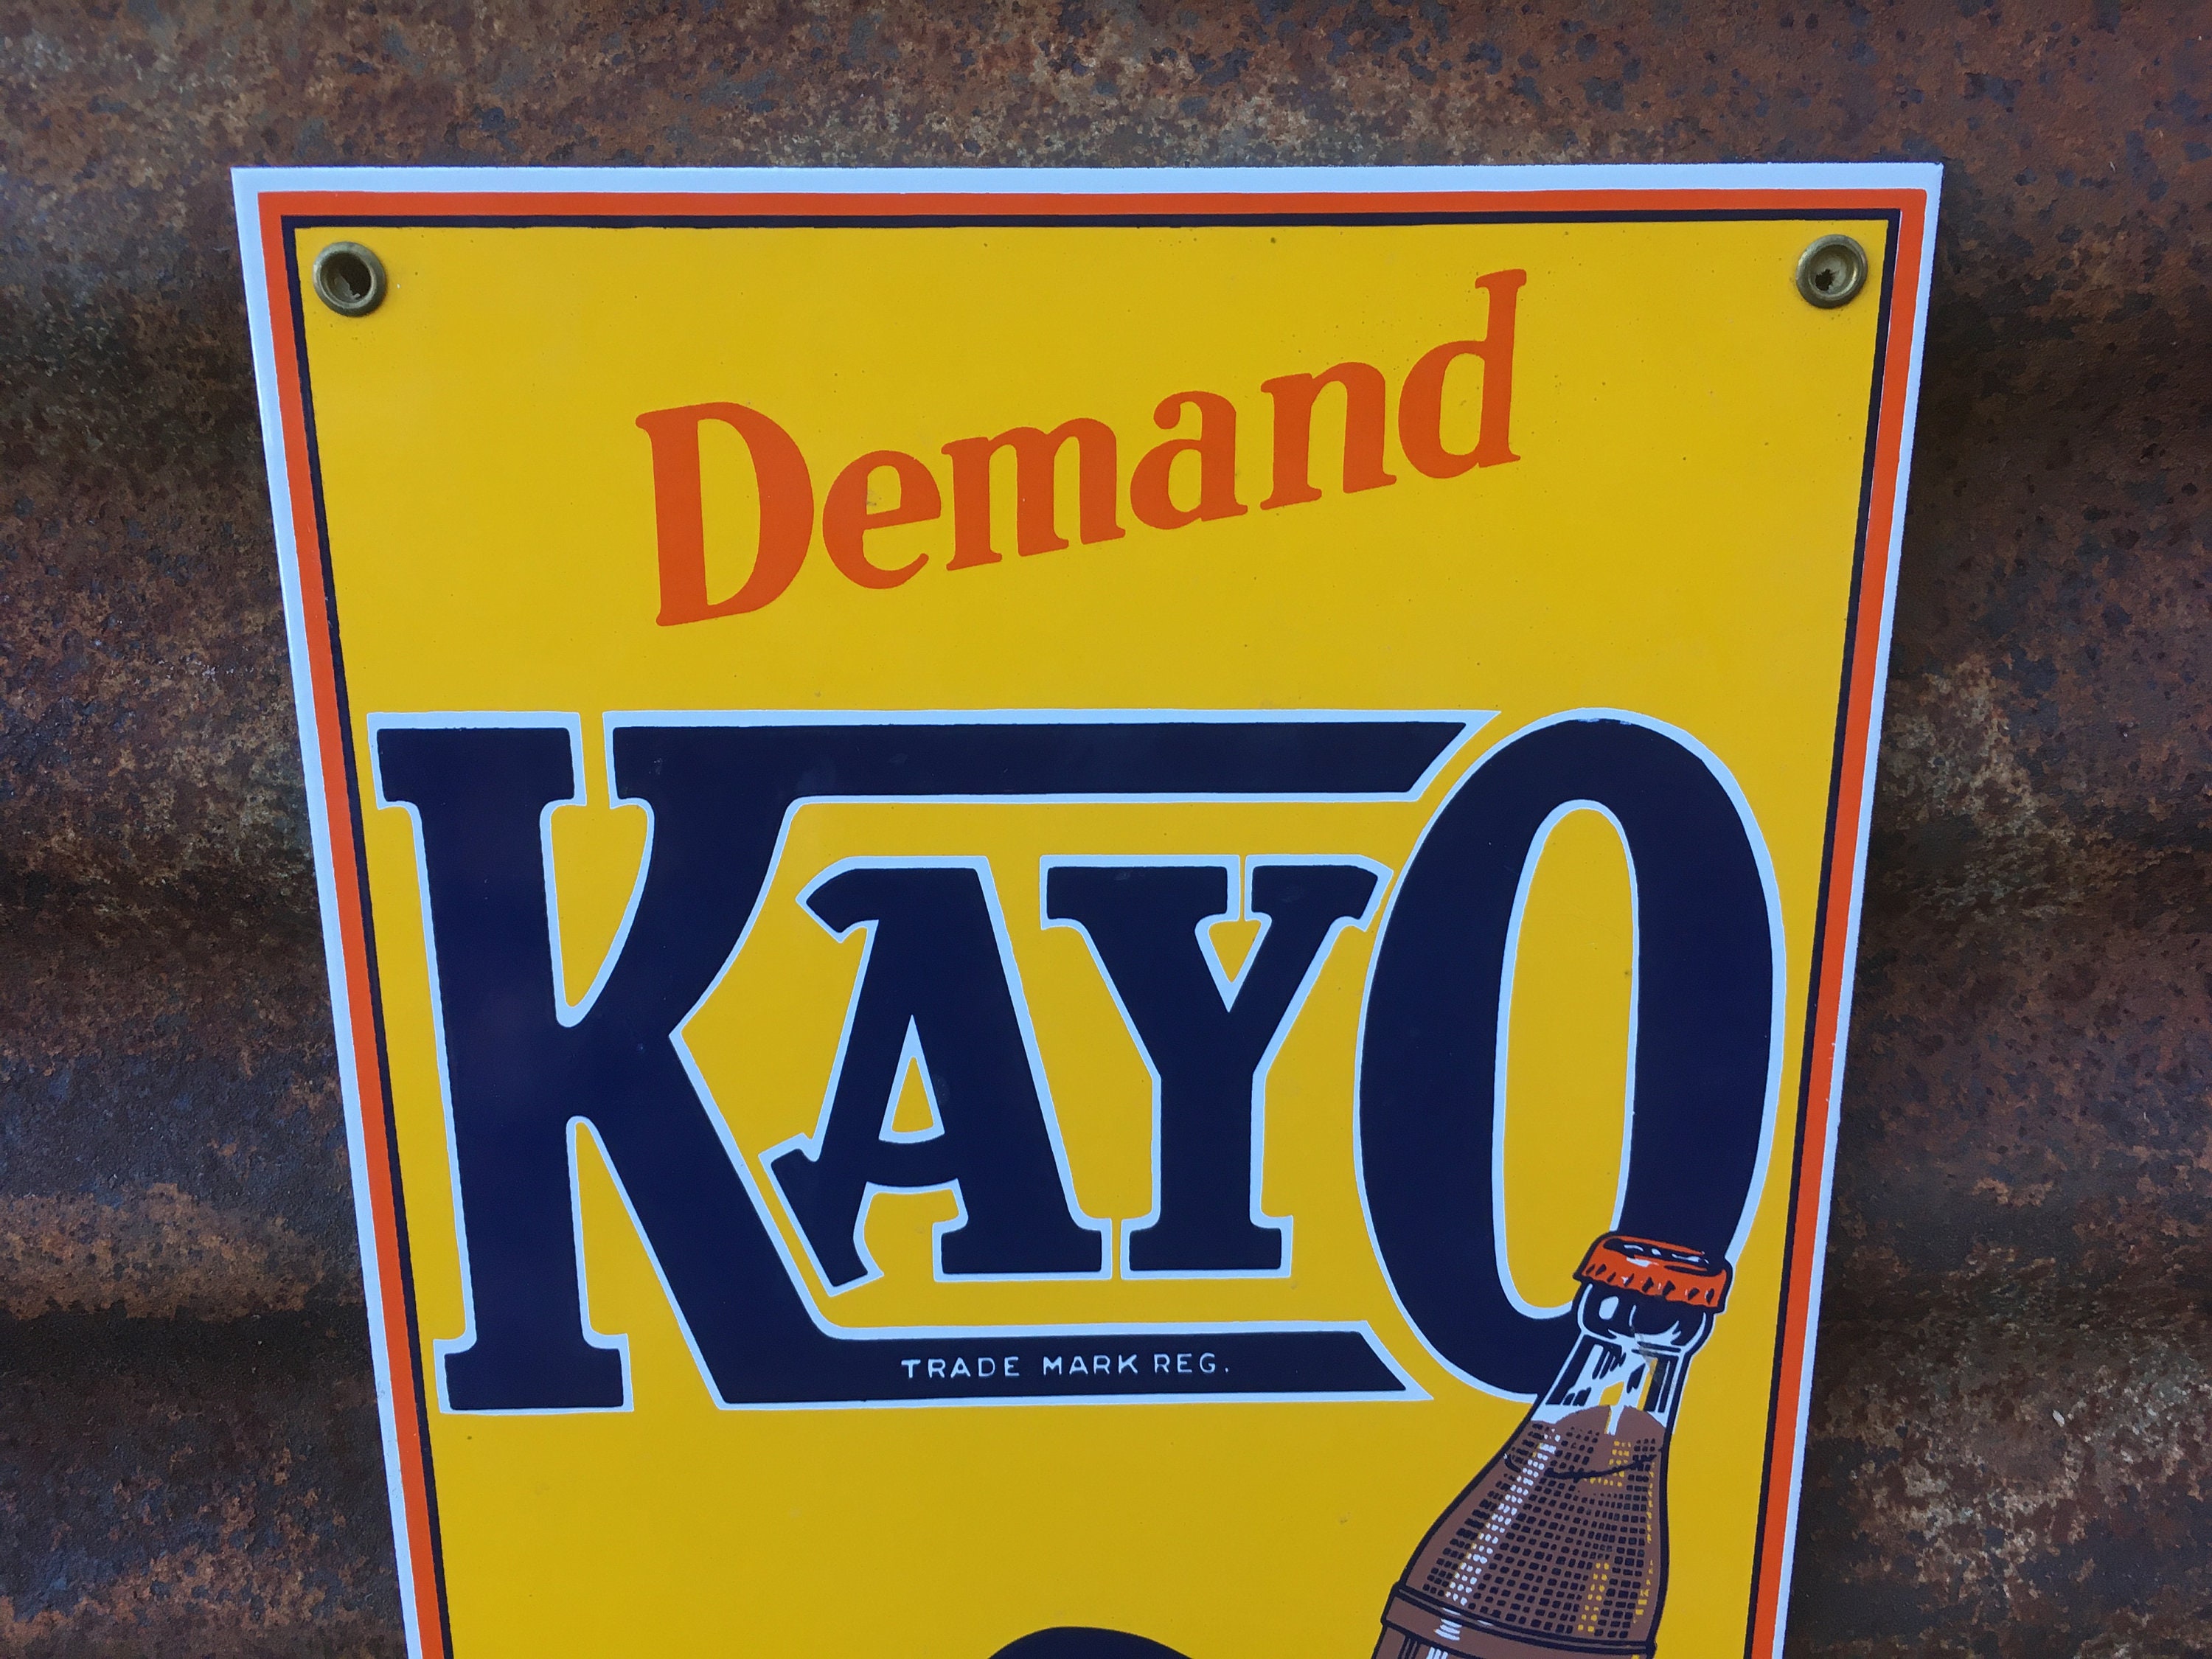 Demand
KAYO
TRADE MARK REG.